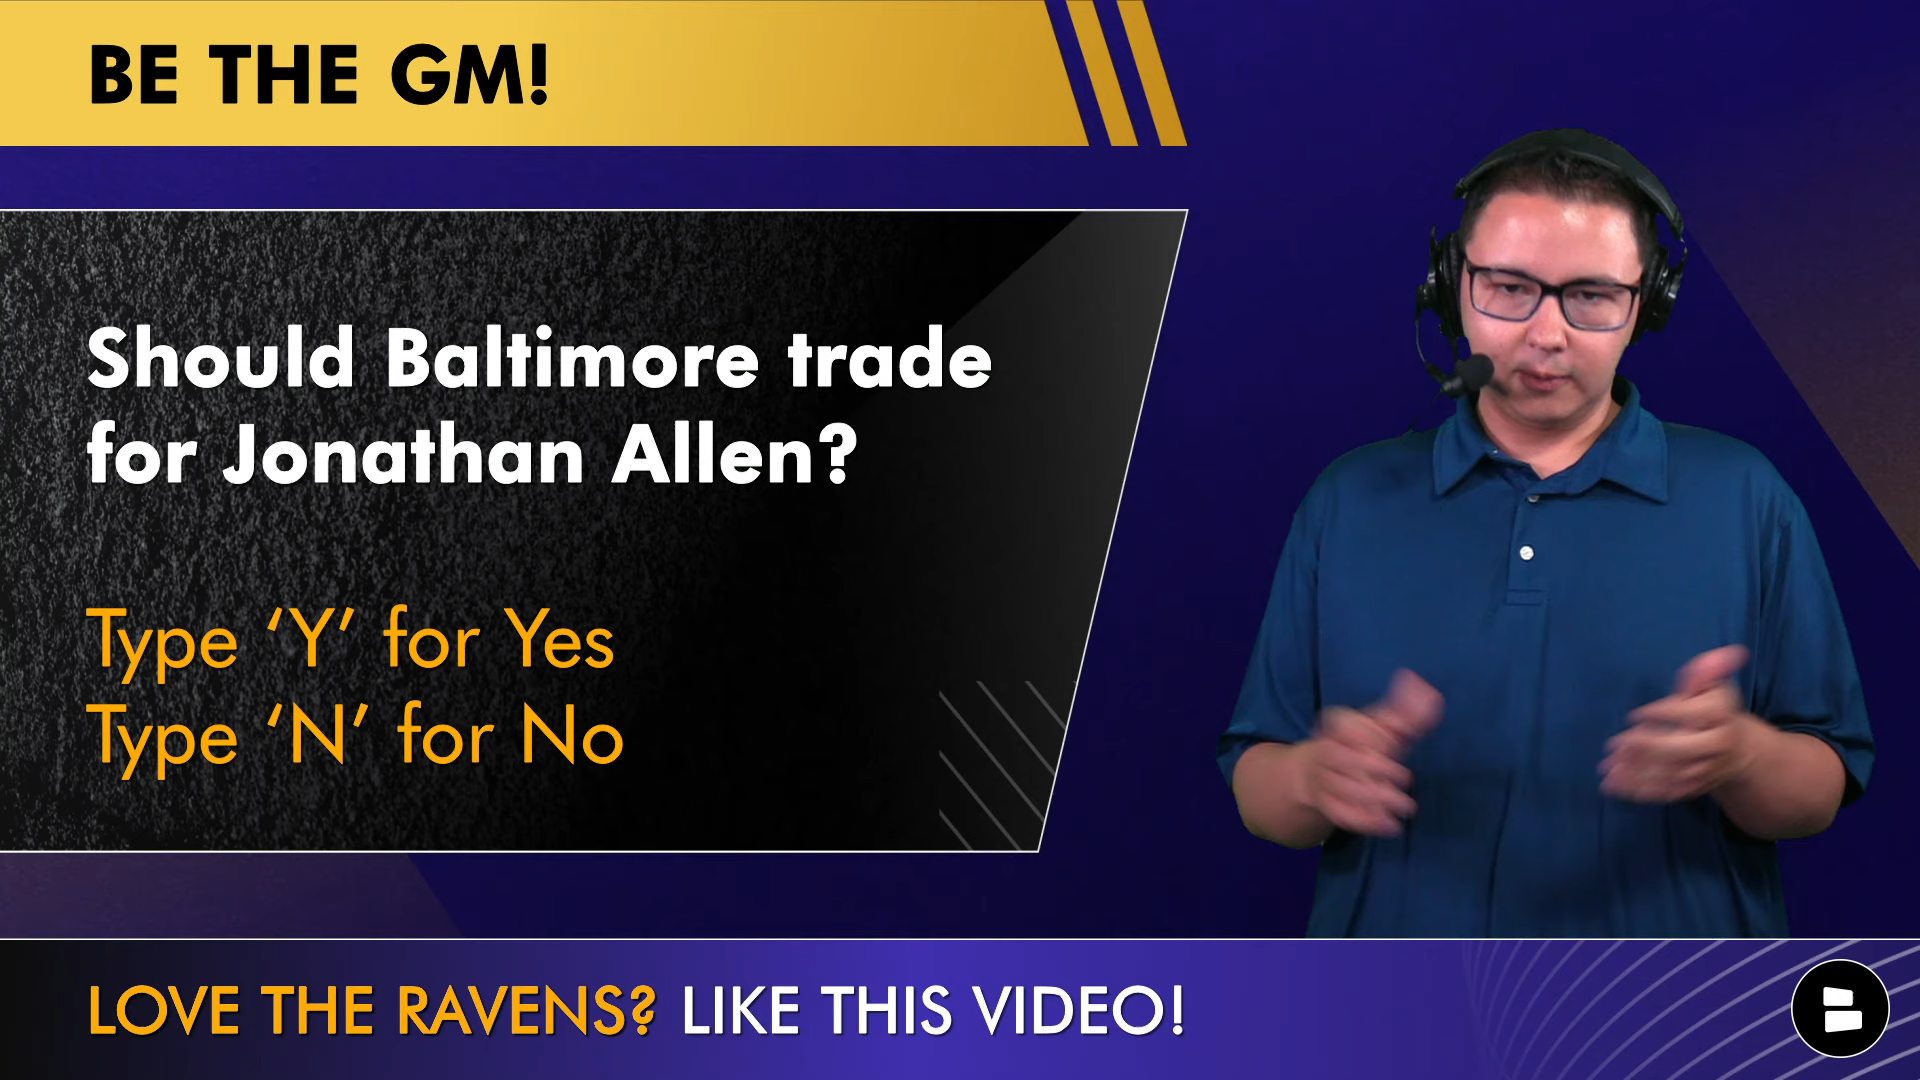 BE THE GM!
Should Baltimore trade
for Jonathan Allen?
Type ‘Y’ for Yes
Type ‘N’ for No
LOVE THE RAVENS? LIKE THIS VIDEO!